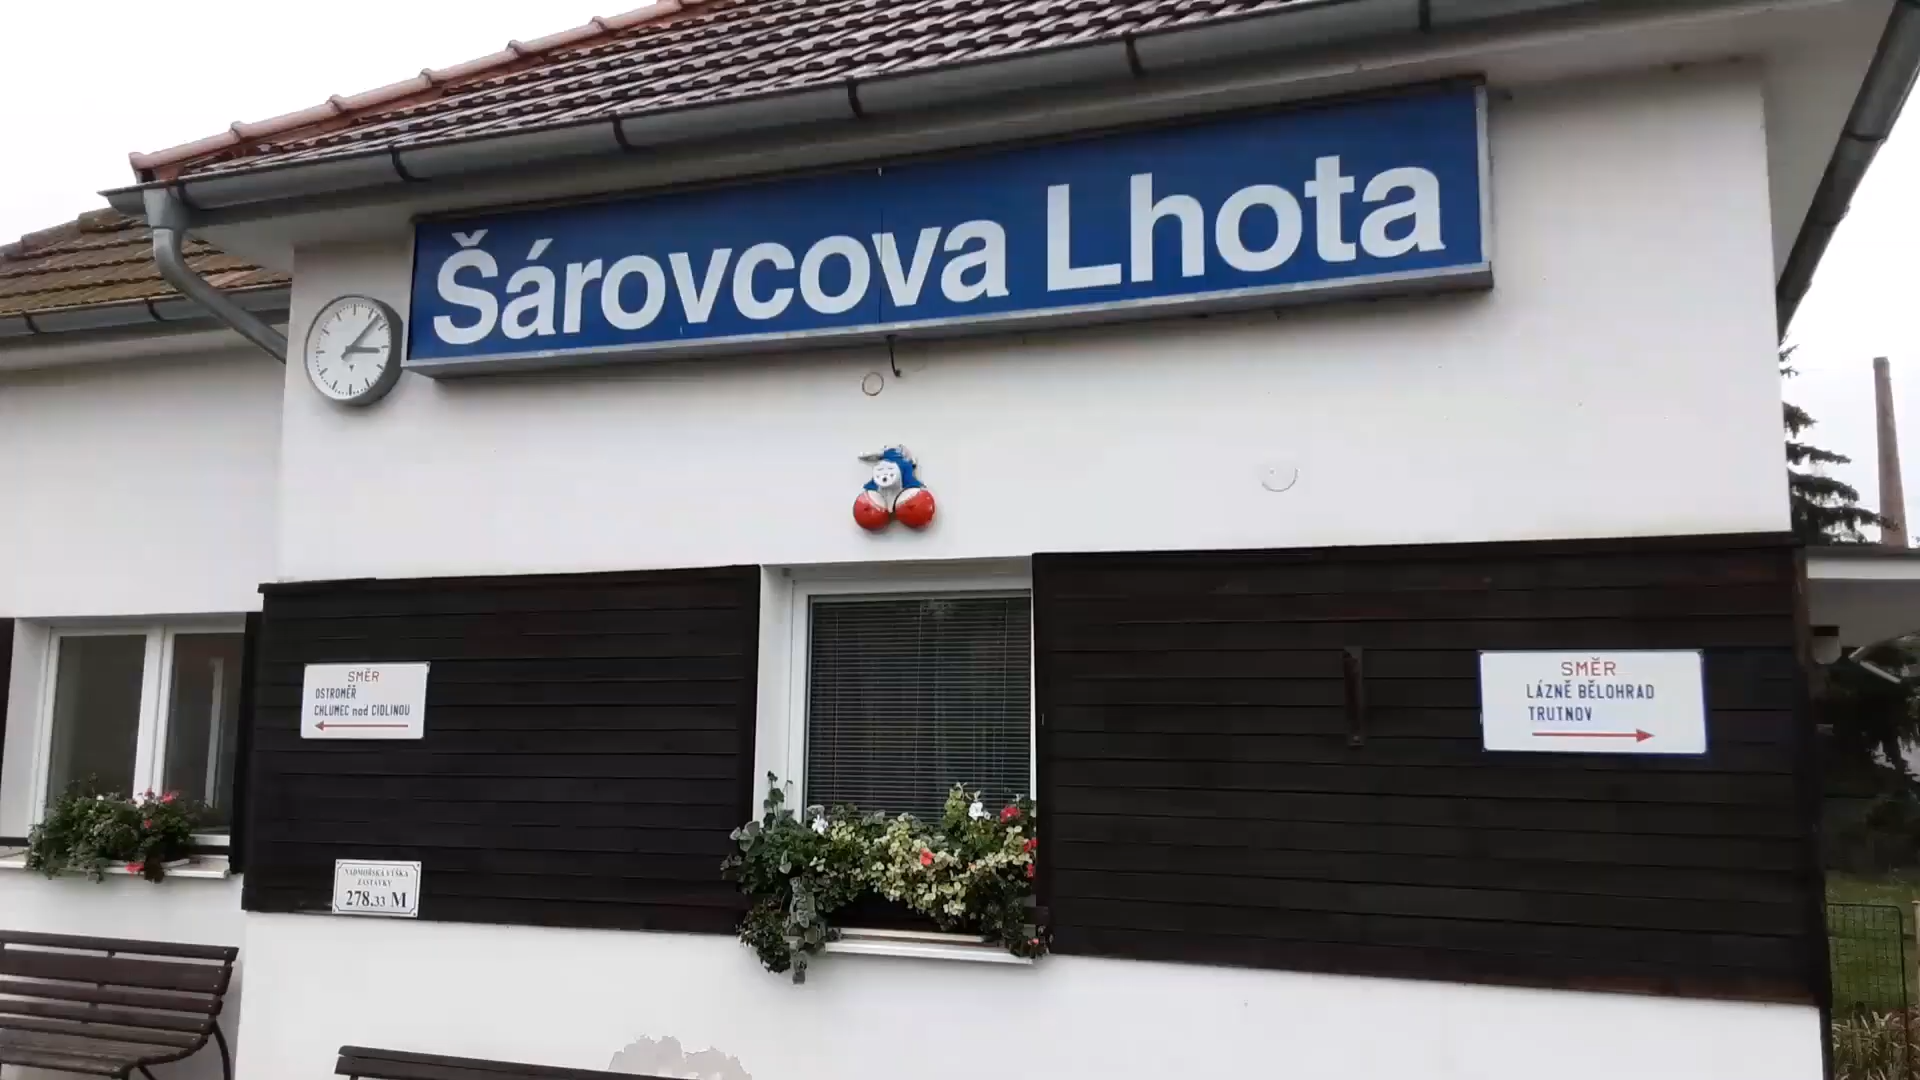 Šárovcova Lhota
SMĚR
OSTROMĚŘ
CHLUMEC nad CIDLINOU
SMĚR
LÁZNĚ BĚLOHRAD
TRUTNOV
NADMOŘSKÁ VÝŠKA
ZASTÁVKY
278.33 M